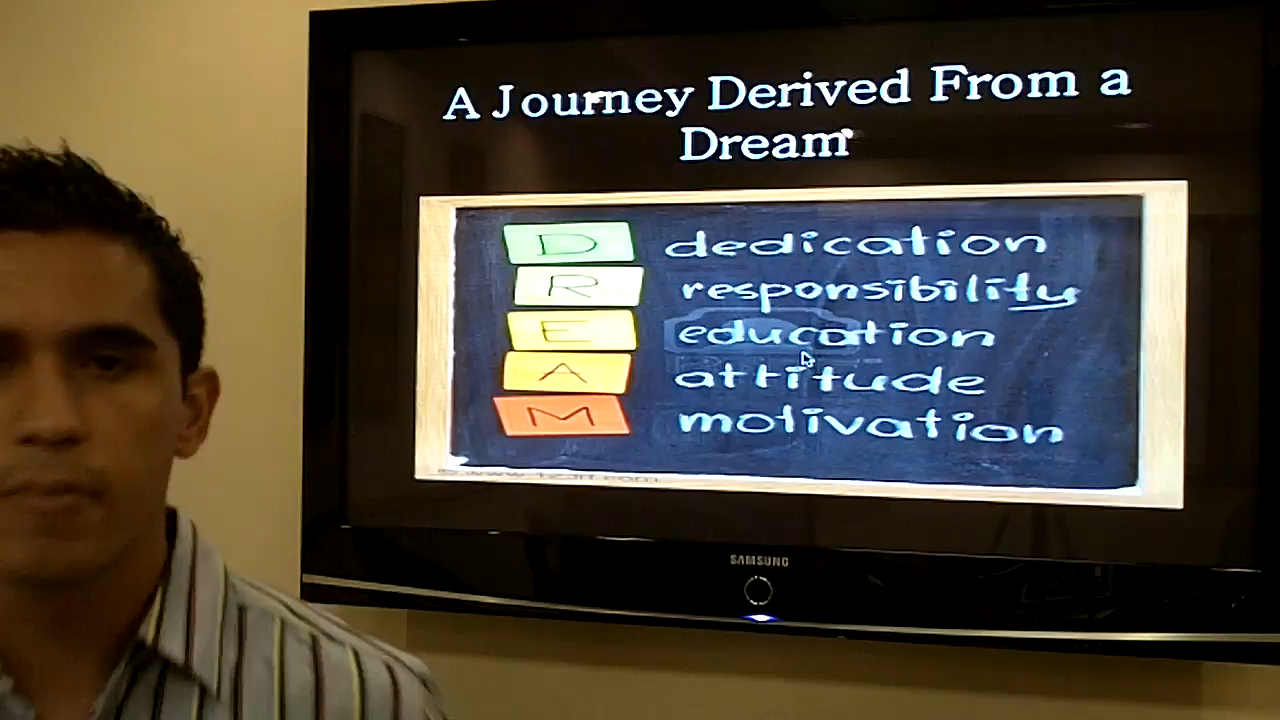 A Journey Derived From a
Dream
D dedication
R responsibility
E education
A attitude
M motivation
SAMSUNG